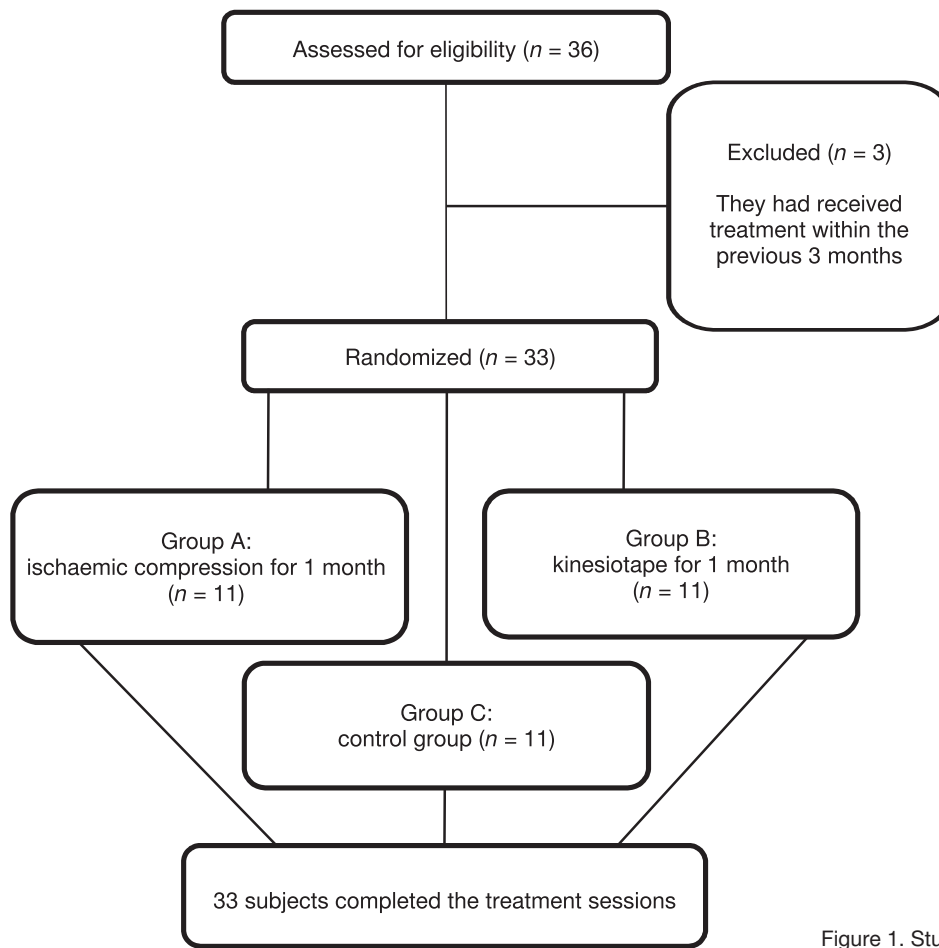 Assessed for eligibility (n = 36)
Excluded (n = 3)
They had received
treatment within the
previous 3 months
Randomized (n = 33)
Group A:
ischaemic compression for 1 month
(n = 11)
Group B:
kinesiotape for 1 month
(n = 11)
Group C:
control group (n = 11)
33 subjects completed the treatment sessions
Figure 1.